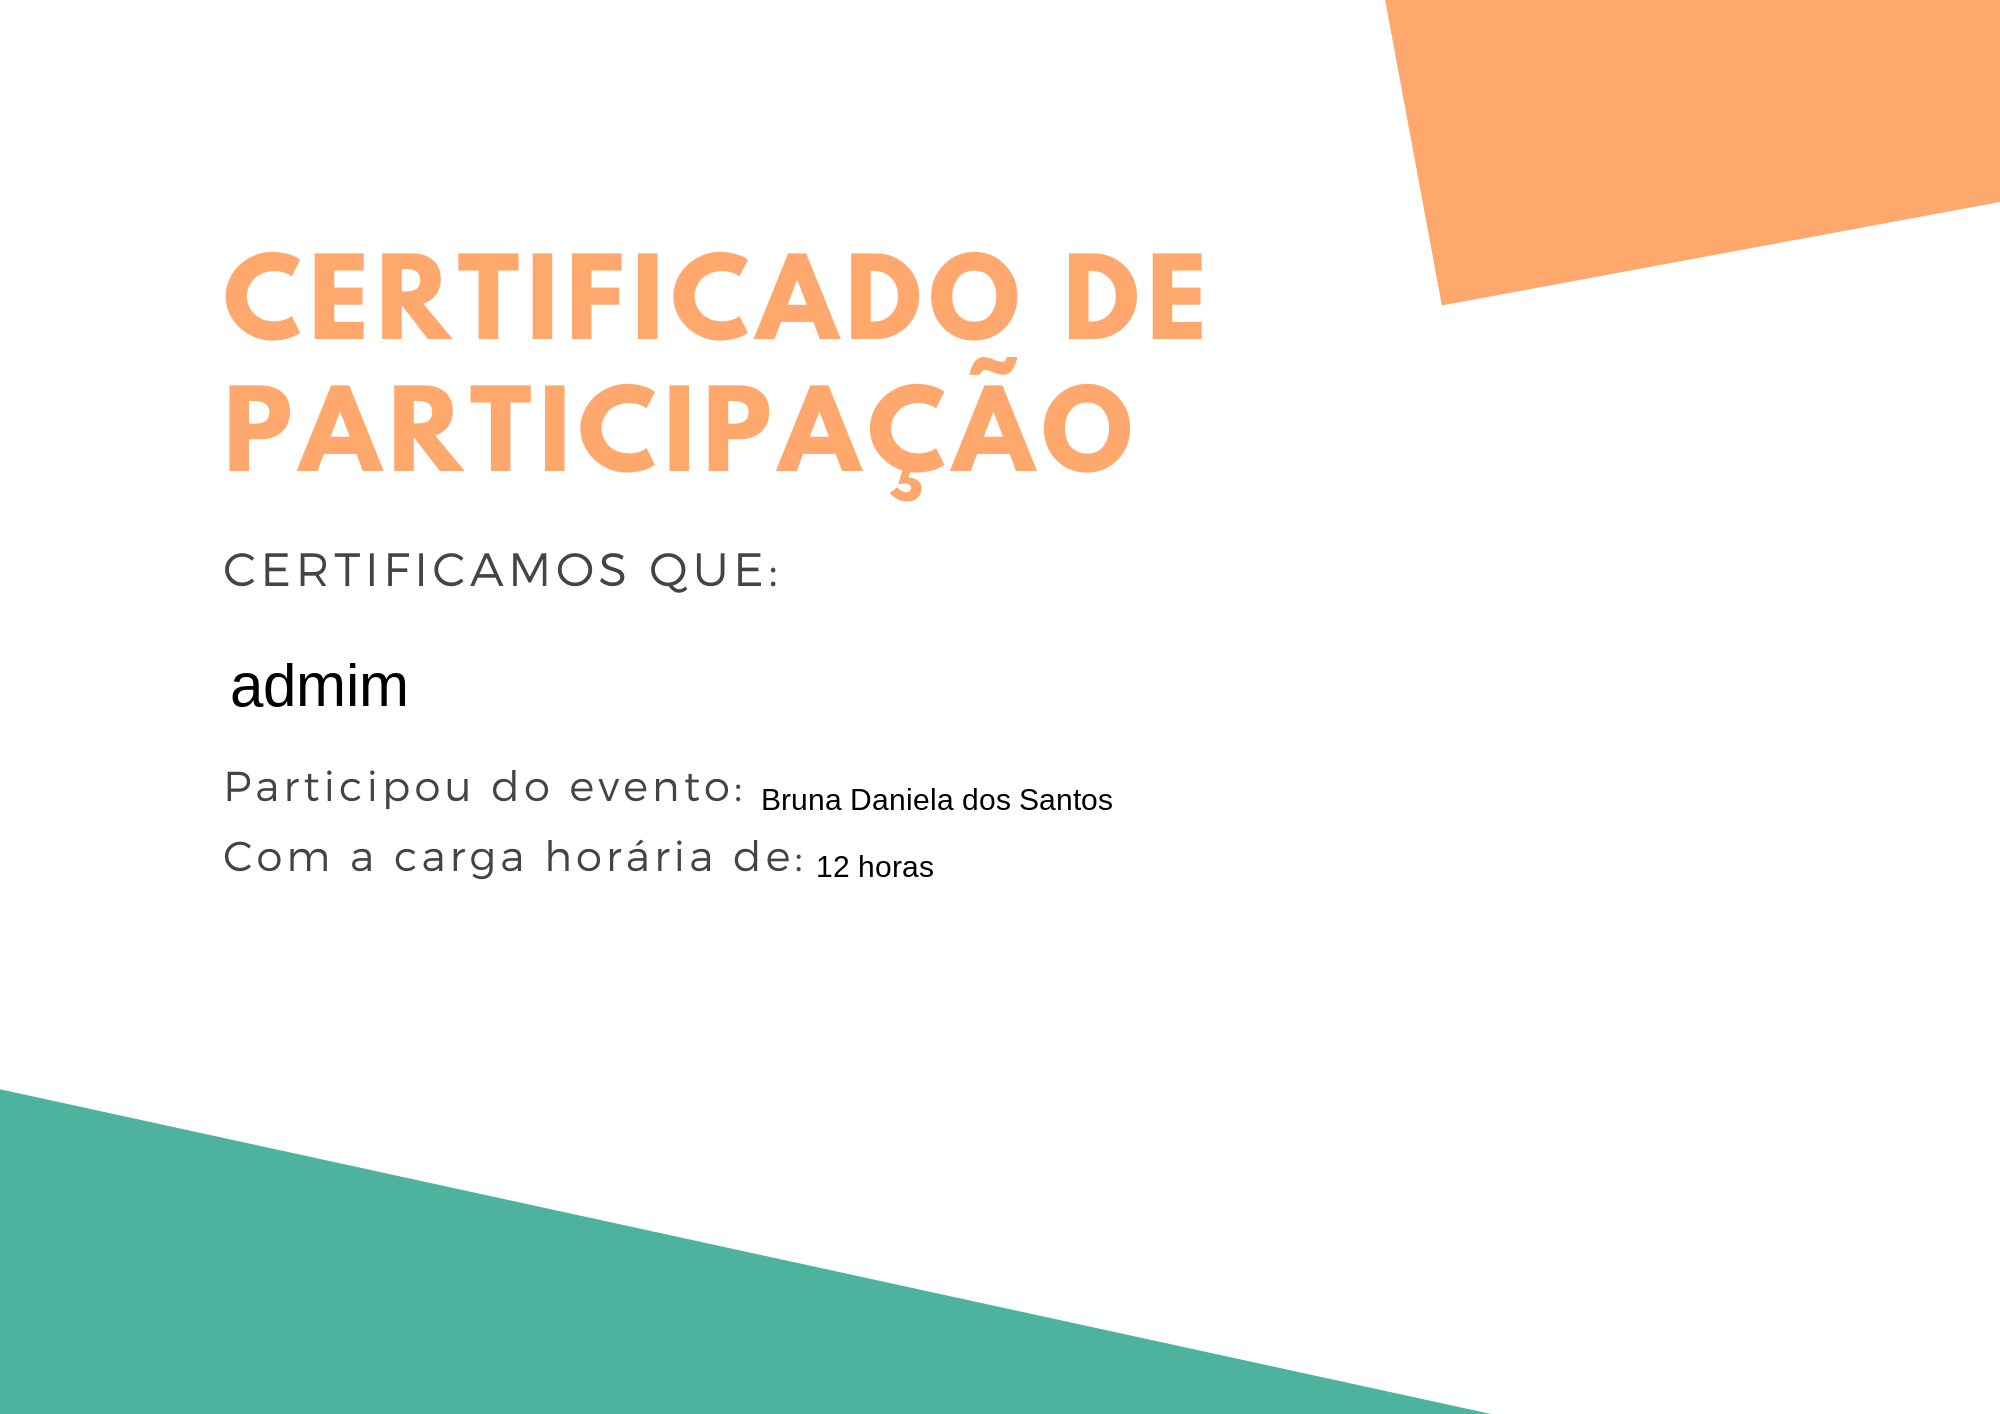 CERTIFICADO DE
PARTICIPAÇÃO
CERTIFICAMOS QUE:
admim
Participou do evento: Bruna Daniela dos Santos
Com a carga horária de: 12 horas